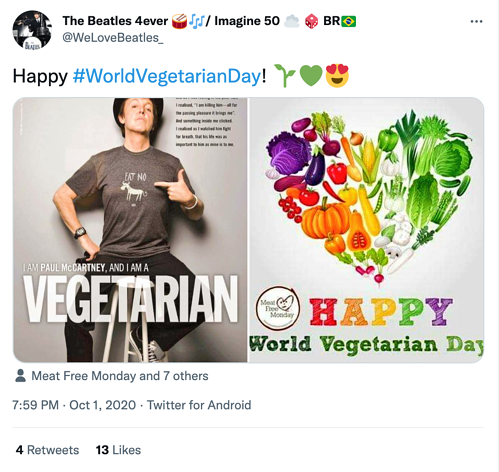 The Beatles 4ever 🥁🎶/ Imagine 50 ☁️ 🎲 BR🇧🇷
@WeLoveBeatles_
Happy #WorldVegetarianDay! 🌱💚😍
I realised, "I am killing him—all for
the passing pleasure it brings me".
And something inside me clicked.
I realised as I watched him fight
for breath, that his life was as
important to him as mine is to me.
EAT NO
I AM PAUL McCARTNEY, AND I AM A
VEGETARIAN
Meat
Free
Monday
HAPPY
World Vegetarian Day
Meat Free Monday and 7 others
7:59 PM · Oct 1, 2020 · Twitter for Android
4 Retweets 13 Likes